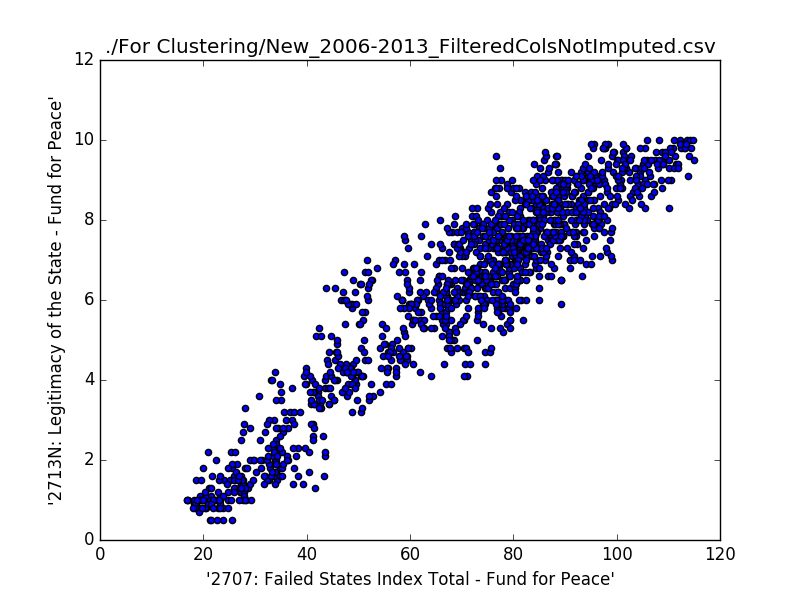 ./For Clustering/New_2006-2013_FilteredColsNotImputed.csv
12
10
8
6
4
2
0
'2713N: Legitimacy of the State - Fund for Peace'
0 20 40 60 80 100 120
'2707: Failed States Index Total - Fund for Peace'